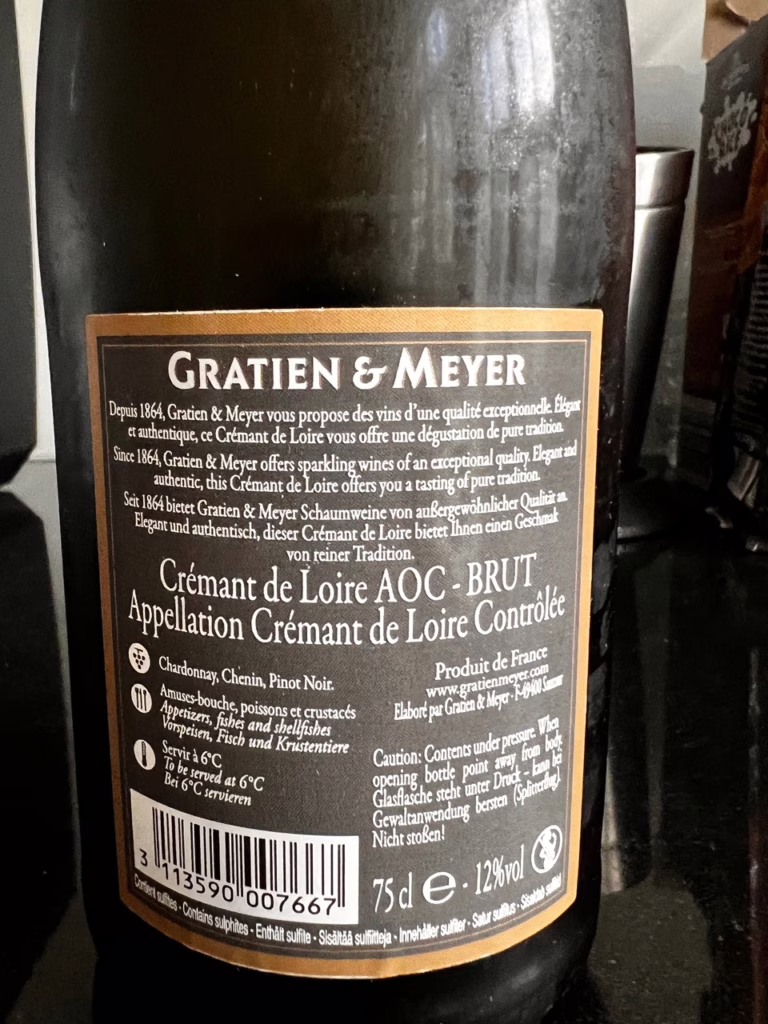 GRATIEN & MEYER
Depuis 1864, Gratien & Meyer vous propose des vins d'une qualité exceptionnelle. Élégant
et authentique, ce Crémant de Loire vous offre une dégustation de pure tradition.
Since 1864, Gratien & Meyer offers sparkling wines of an exceptional quality. Elegant and
authentic, this Crémant de Loire offers you a tasting of pure tradition.
Seit 1864 bietet Gratien & Meyer Schaumweine von außergewöhnlicher Qualität an.
Elegant und authentisch, dieser Crémant de Loire bietet Ihnen einen Geschmak
von reiner Tradition.
Crémant de Loire AOC - BRUT
Appellation Crémant de Loire Contrôlée
Chardonnay, Chenin, Pinot Noir.
Amuses-bouche, poissons et crustacés
Appetizers, fishes and shellfishes
Vorspeisen, Fisch und Krustentiere
Servir à 6°C
To be served at 6°C
Bei 6°C servieren
Produit de France
www.gratienmeyer.com
Elaboré par Gratien & Meyer - F-49400 Saumur
Caution: Contents under pressure. When
opening bottle point away from body.
Glasflasche steht unter Druck - kann bei
Gewaltanwendung bersten (Splitterflug).
Nicht stoßen!
3 113590 007667
75 cl e - 12%vol
Contient sulfites - Contains sulphites - Enthält sulfite - Sisältää sulfiitteja - Innehåller sulfiter - Satur sulfitus -